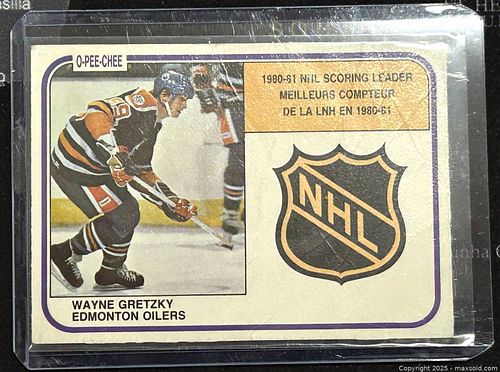 O-PEE-CHEE
1980-81 NHL SCORING LEADER
MEILLEURS COMPTEUR
DE LA LNH EN 1980-81
99
NHL
WAYNE GRETZKY
EDMONTON OILERS
Copyright 2025 - maxsold.com